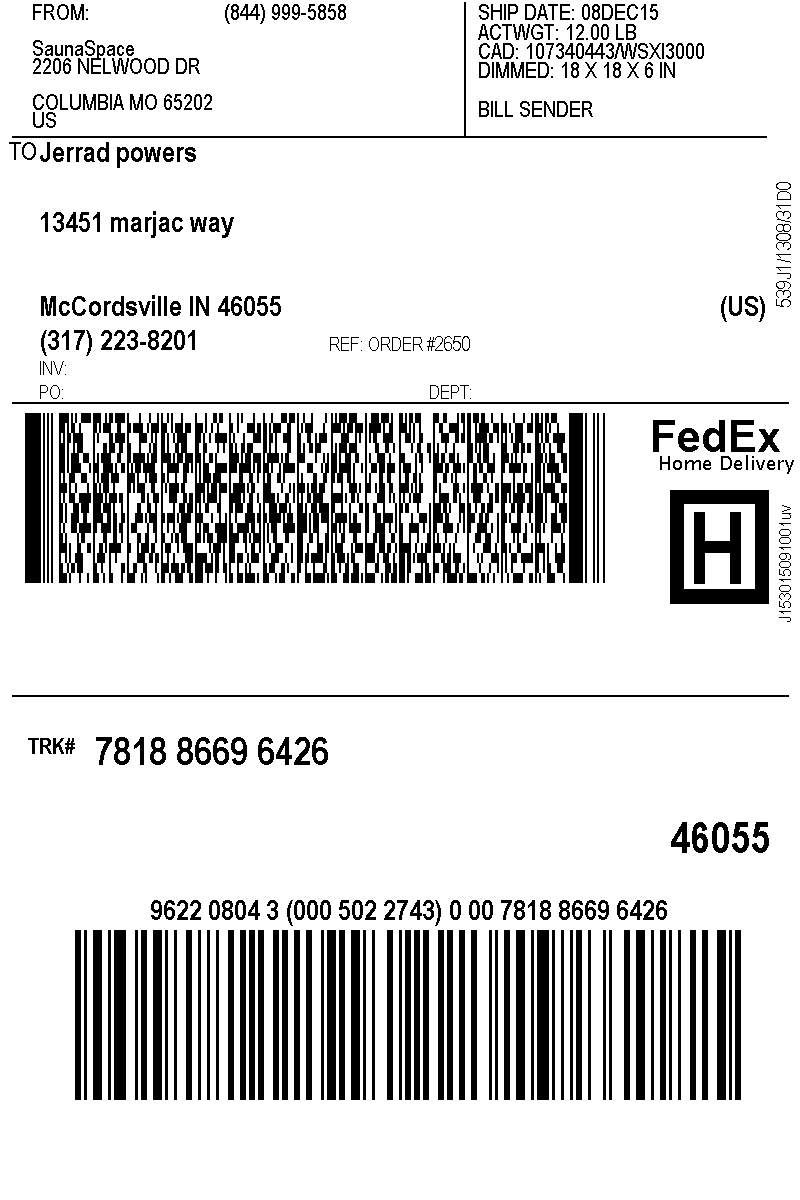 FROM: (844) 999-5858
SaunaSpace
2206 NELWOOD DR
COLUMBIA MO 65202
US
SHIP DATE: 08DEC15
ACTWGT: 12.00 LB
CAD: 107340443/WSXI3000
DIMMED: 18 X 18 X 6 IN
BILL SENDER
TO Jerrad powers
13451 marjac way
McCordsville IN 46055 (US)
(317) 223-8201 REF: ORDER #2650
INV:
PO: DEPT:
539J1/1308/31D0
FedEx
Home Delivery
H
J153015091001uv
TRK# 7818 8669 6426
46055
9622 0804 3 (000 502 2743) 0 00 7818 8669 6426